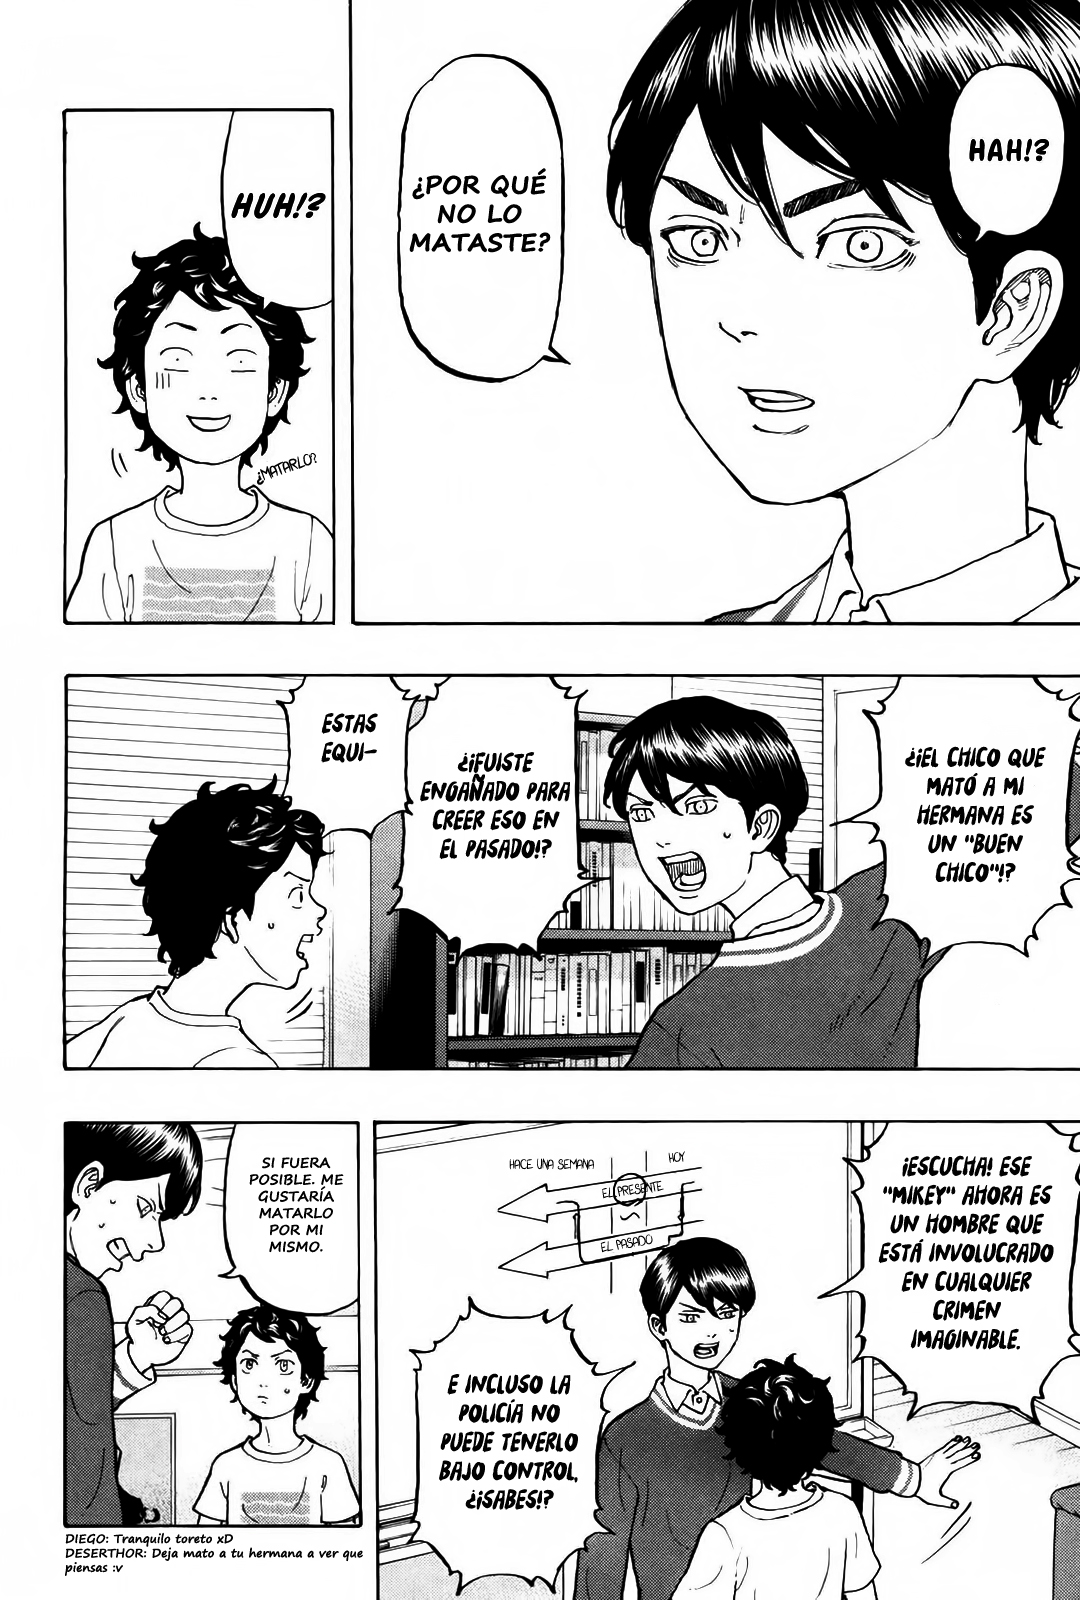 HAH!?
¿POR QUÉ
NO LO
MATASTE?
HUH!?
¿MATARLO?
¿¡EL CHICO QUE
MATÓ A MI
HERMANA ES
UN "BUEN
CHICO"!?
¿¡FUISTE
ENGAÑADO PARA
CREER ESO EN
EL PASADO!?
ESTAS
EQUI-
¡ESCUCHA! ESE
"MIKEY" AHORA ES
UN HOMBRE QUE
ESTÁ INVOLUCRADO
EN CUALQUIER
CRIMEN
IMAGINABLE.
HACE UNA SEMANA
HOY
EL PRESENTE
EL PASADO
E INCLUSO LA
POLICÍA NO
PUEDE TENERLO
BAJO CONTROL,
¿¡SABES!?
SI FUERA
POSIBLE. ME
GUSTARÍA
MATARLO
POR MI
MISMO.
DIEGO: Tranquilo toreto xD
DESERTHOR: Deja mato a tu hermana a ver que
piensas :v